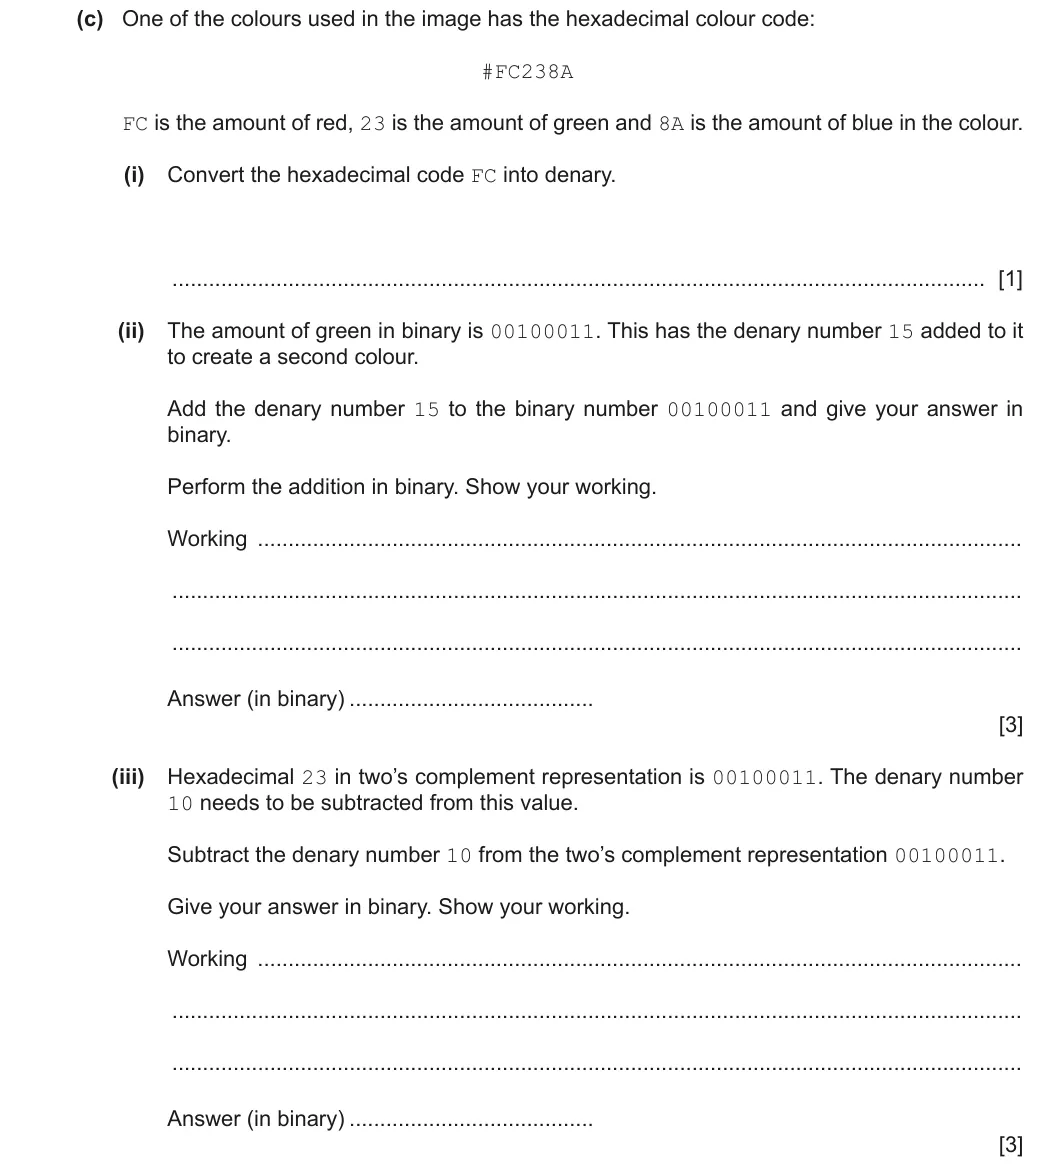 (c) One of the colours used in the image has the hexadecimal colour code:
#FC238A
FC is the amount of red, 23 is the amount of green and 8A is the amount of blue in the colour.
(i) Convert the hexadecimal code FC into denary.
.................................................................................................................................... [1]
(ii) The amount of green in binary is 00100011. This has the denary number 15 added to it
to create a second colour.
Add the denary number 15 to the binary number 00100011 and give your answer in
binary.
Perform the addition in binary. Show your working.
Working ............................................................................................................................
..........................................................................................................................................
..........................................................................................................................................
Answer (in binary) ........................................
[3]
(iii) Hexadecimal 23 in two's complement representation is 00100011. The denary number
10 needs to be subtracted from this value.
Subtract the denary number 10 from the two's complement representation 00100011.
Give your answer in binary. Show your working.
Working ............................................................................................................................
..........................................................................................................................................
..........................................................................................................................................
Answer (in binary) ........................................
[3]